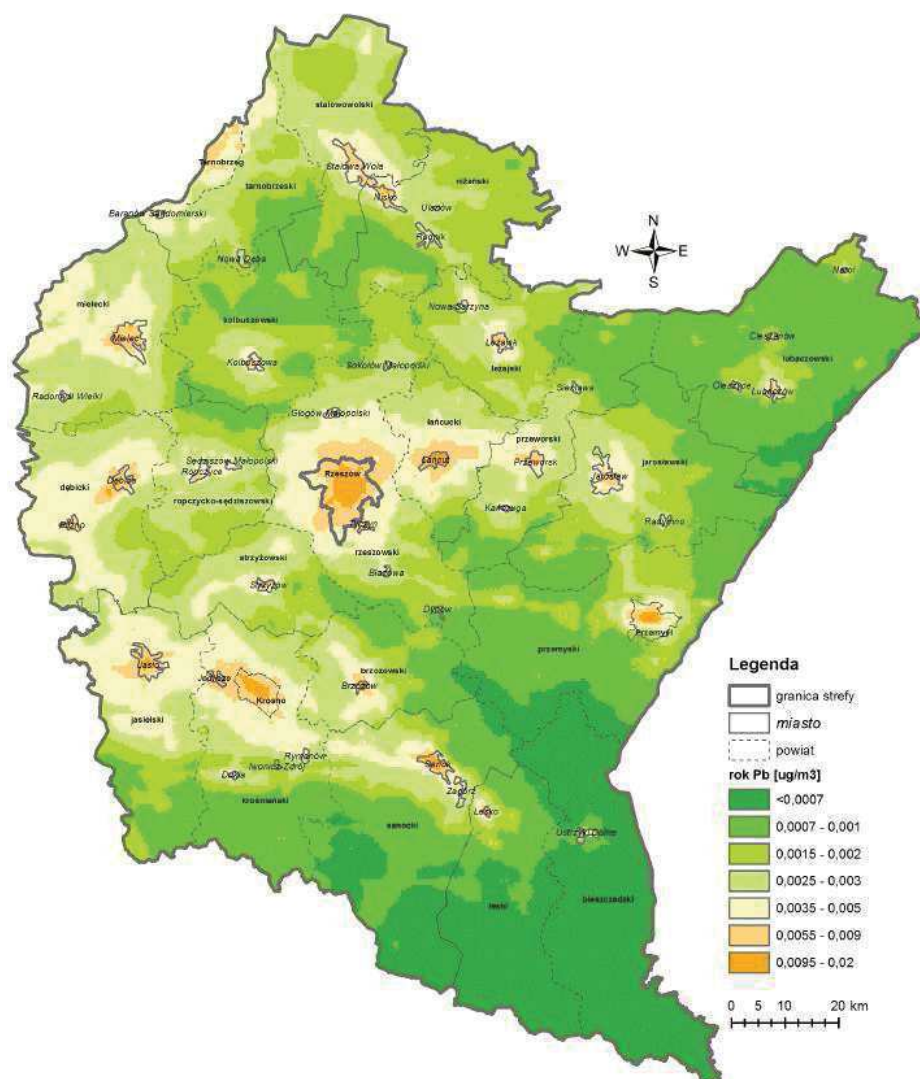 stalowowolski
Tarnobrzeg
Stalowa Wola
tarnobrzeski
niżański
Nisko
Ulanów
Baranów Sandomierski
Rudnik
N
W E
S
Nowa Dęba
Narol
mielecki
Nowa Sarzyna
kolbuszowski
Cieszanów
Mielec
Leżajsk
lubaczowski
Kolbuszowa
Sokołów Małopolski
leżajski
Sieniawa
Oleszyce
Lubaczów
Radomyśl Wielki
Głogów Małopolski
łańcucki
przeworski
Sędziszów Małopolski
Ropczyce
Rzeszów
Łańcut
Przeworsk
jarosławski
Jarosław
dębicki
Dębica
ropczycko-sędziszowski
Kańczuga
Pilzno
Tyczyn
Radymno
rzeszowski
strzyżowski
Błażowa
Strzyżów
Dynów
Przemyśl
przemyski
Jasło
Jedlicze
brzozowski
Brzozów
Krosno
jasielski
Rymanów
Iwonicz-Zdrój
Dukla
Sanok
Zagórz
krośnieński
Lesko
sanocki
Ustrzyki Dolne
leski
bieszczadzki
Legenda
granica strefy
miasto
powiat
rok Pb [ug/m3]
<0,0007
0,0007 - 0,001
0,0015 - 0,002
0,0025 - 0,003
0,0035 - 0,005
0,0055 - 0,009
0,0095 - 0,02
0 5 10 20 km